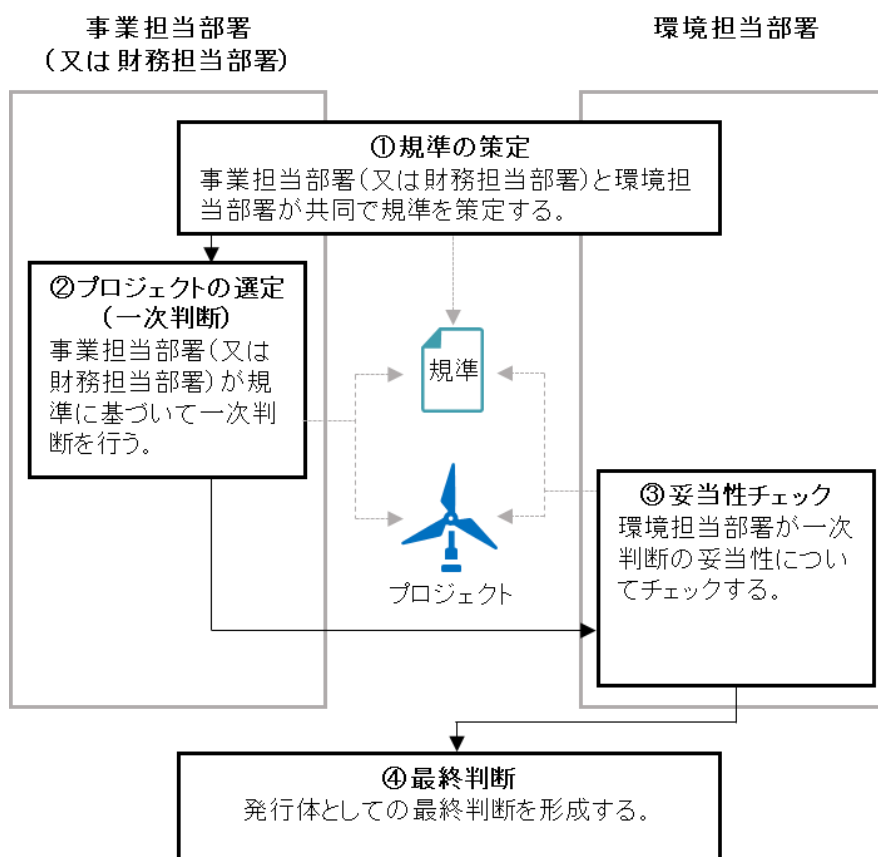 事業担当部署
(又は財務担当部署)
環境担当部署
①規準の策定
事業担当部署(又は財務担当部署)と環境担
当部署が共同で規準を策定する。
②プロジェクトの選定
(一次判断)
事業担当部署(又は
財務担当部署)が規
準に基づいて一次判
断を行う。
規準
プロジェクト
③妥当性チェック
環境担当部署が一次
判断の妥当性につい
てチェックする。
④最終判断
発行体としての最終判断を形成する。